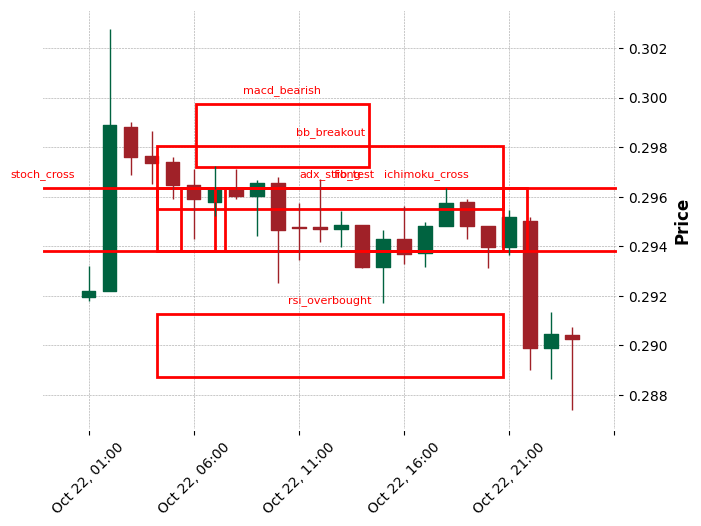 macd_bearish
bb_breakout
stoch_cross
adx_strong
fib_test
ichimoku_cross
rsi_overbought
0.302
0.300
0.298
0.296
0.294
0.292
0.290
0.288
Price
Oct 22, 01:00
Oct 22, 06:00
Oct 22, 11:00
Oct 22, 16:00
Oct 22, 21:00